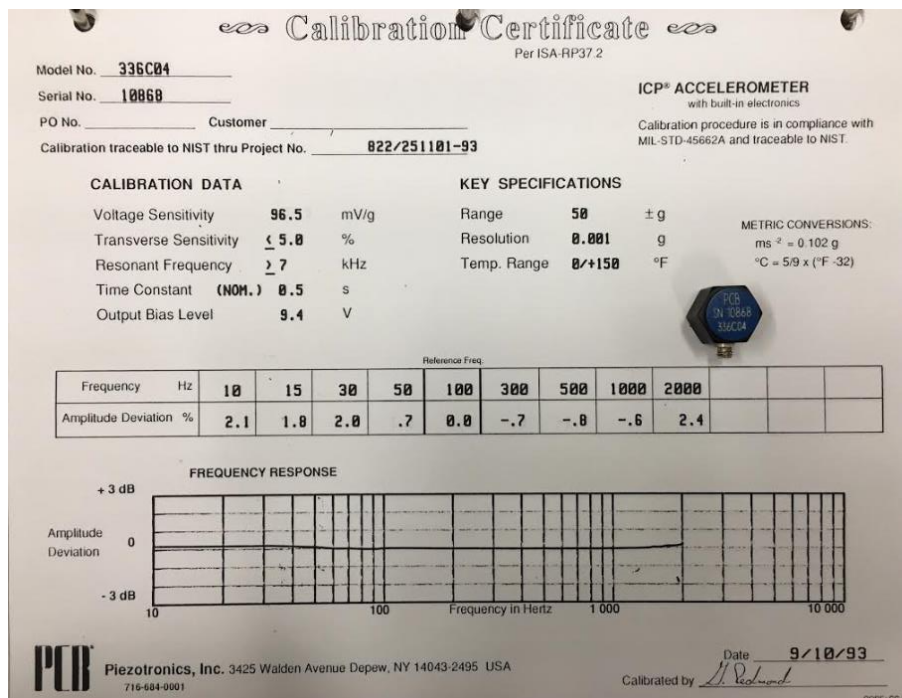 Calibration Certificate
Per ISA-RP37.2
Model No. 336C04
Serial No. 10868
PO No. Customer
Calibration traceable to NIST thru Project No. 822/251101-93
ICP® ACCELEROMETER
with built-in electronics
Calibration procedure is in compliance with
MIL-STD-45662A and traceable to NIST.
CALIBRATION DATA
Voltage Sensitivity 96.5 mV/g
Transverse Sensitivity ≤ 5.0 %
Resonant Frequency ≥ 7 kHz
Time Constant (NOM.) 0.5 s
Output Bias Level 9.4 V
KEY SPECIFICATIONS
Range 50 ± g
Resolution 0.001 g
Temp. Range 0/+150 °F
METRIC CONVERSIONS:
ms⁻² = 0.102 g
°C = 5/9 x (°F -32)
PCB
SN 10868
336C04
Reference Freq.
Frequency Hz 10 15 30 50 100 300 500 1000 2000
Amplitude Deviation % 2.1 1.8 2.0 .7 0.0 -.7 -.8 -.6 2.4
FREQUENCY RESPONSE
+ 3 dB
Amplitude
Deviation
0
- 3 dB
10 100 Frequency in Hertz 1 000 10 000
PCB Piezotronics, Inc. 3425 Walden Avenue Depew, NY 14043-2495 USA
716-684-0001
Date 9/10/93
Calibrated by G. Redmond